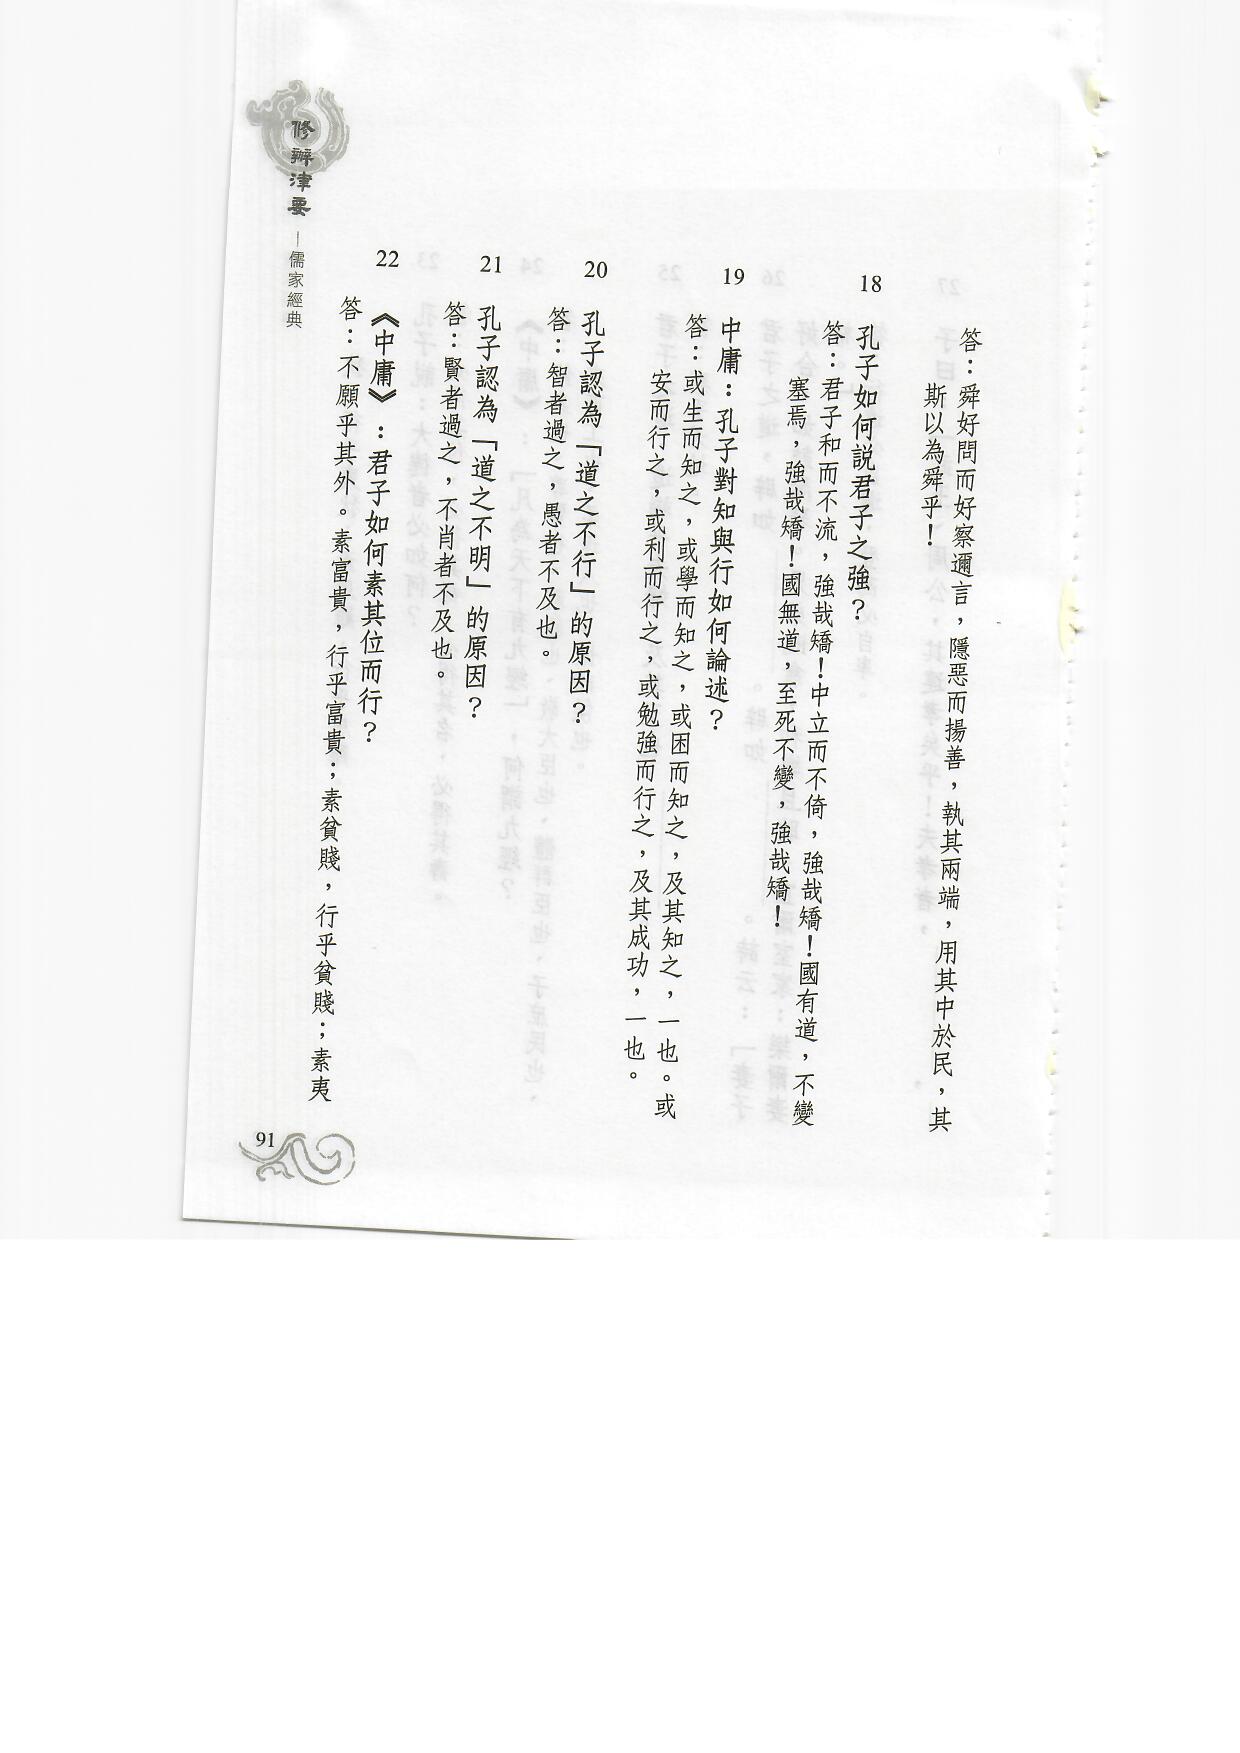 答：舜好問而好察邇言，隱惡而揚善，執其兩端，用其中於民，其
斯以為舜乎！
18
孔子如何說君子之強？
答：君子和而不流，強哉矯！中立而不倚，強哉矯！國有道，不變
塞焉，強哉矯！國無道，至死不變，強哉矯！
19
中庸：孔子對知與行如何論述？
答：或生而知之，或學而知之，或困而知之，及其知之，一也。或
安而行之，或利而行之，或勉強而行之，及其成功，一也。
20
孔子認為「道之不行」的原因？
答：智者過之，愚者不及也。
21
孔子認為「道之不明」的原因？
答：賢者過之，不肖者不及也。
22
《中庸》：君子如何素其位而行？
答：不願乎其外。素富貴，行乎富貴；素貧賤，行乎貧賤；素夷
修辦津要
—儒家經典
91